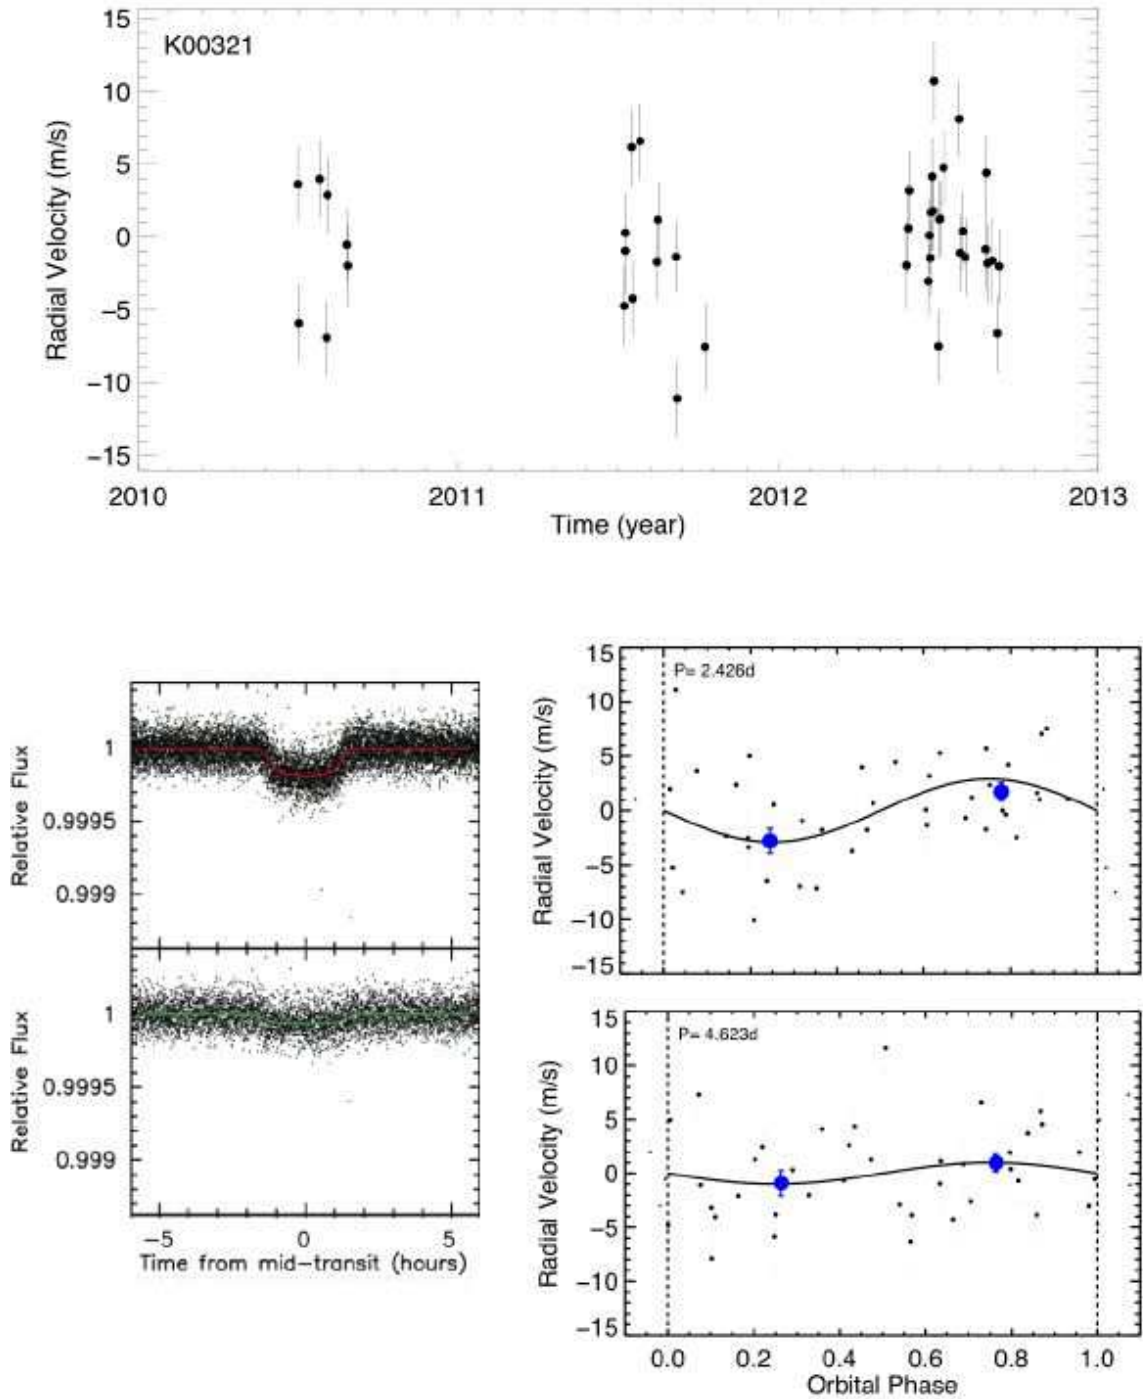 15
K00321
10
5
0
−5
−10
−15
Radial Velocity (m/s)
2010 2011 2012 2013
Time (year)
1
0.9995
0.999
Relative Flux
1
0.9995
0.999
Relative Flux
−5 0 5
Time from mid−transit (hours)
15
P= 2.426d
10
5
0
−5
−10
−15
Radial Velocity (m/s)
15
P= 4.623d
10
5
0
−5
−10
−15
Radial Velocity (m/s)
0.0 0.2 0.4 0.6 0.8 1.0
Orbital Phase